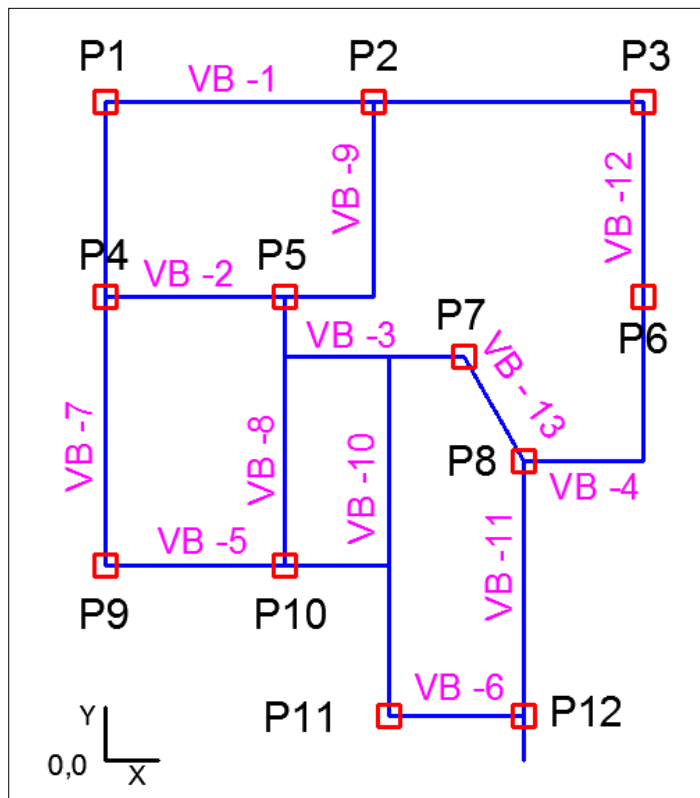 P1
P2
P3
VB -1
VB -9
VB -12
P4
VB -2
P5
VB -3
P7
P6
VB - 13
VB -7
VB -8
VB -10
P8
VB -4
VB -11
VB -5
P9
P10
VB -6
P11
P12
Y
0,0
X